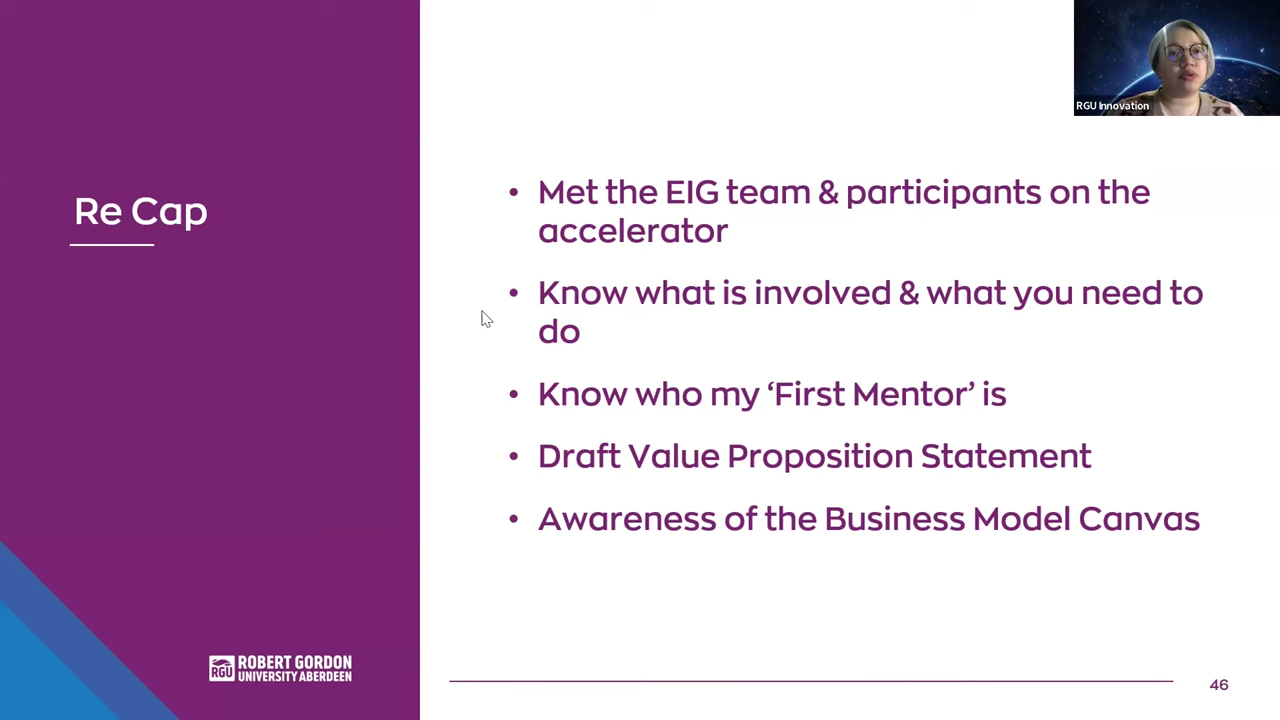 RGU Innovation
Re Cap
• Met the EIG team & participants on the
accelerator
• Know what is involved & what you need to
do
• Know who my ‘First Mentor’ is
• Draft Value Proposition Statement
• Awareness of the Business Model Canvas
RGU
ROBERT GORDON
UNIVERSITY ABERDEEN
46